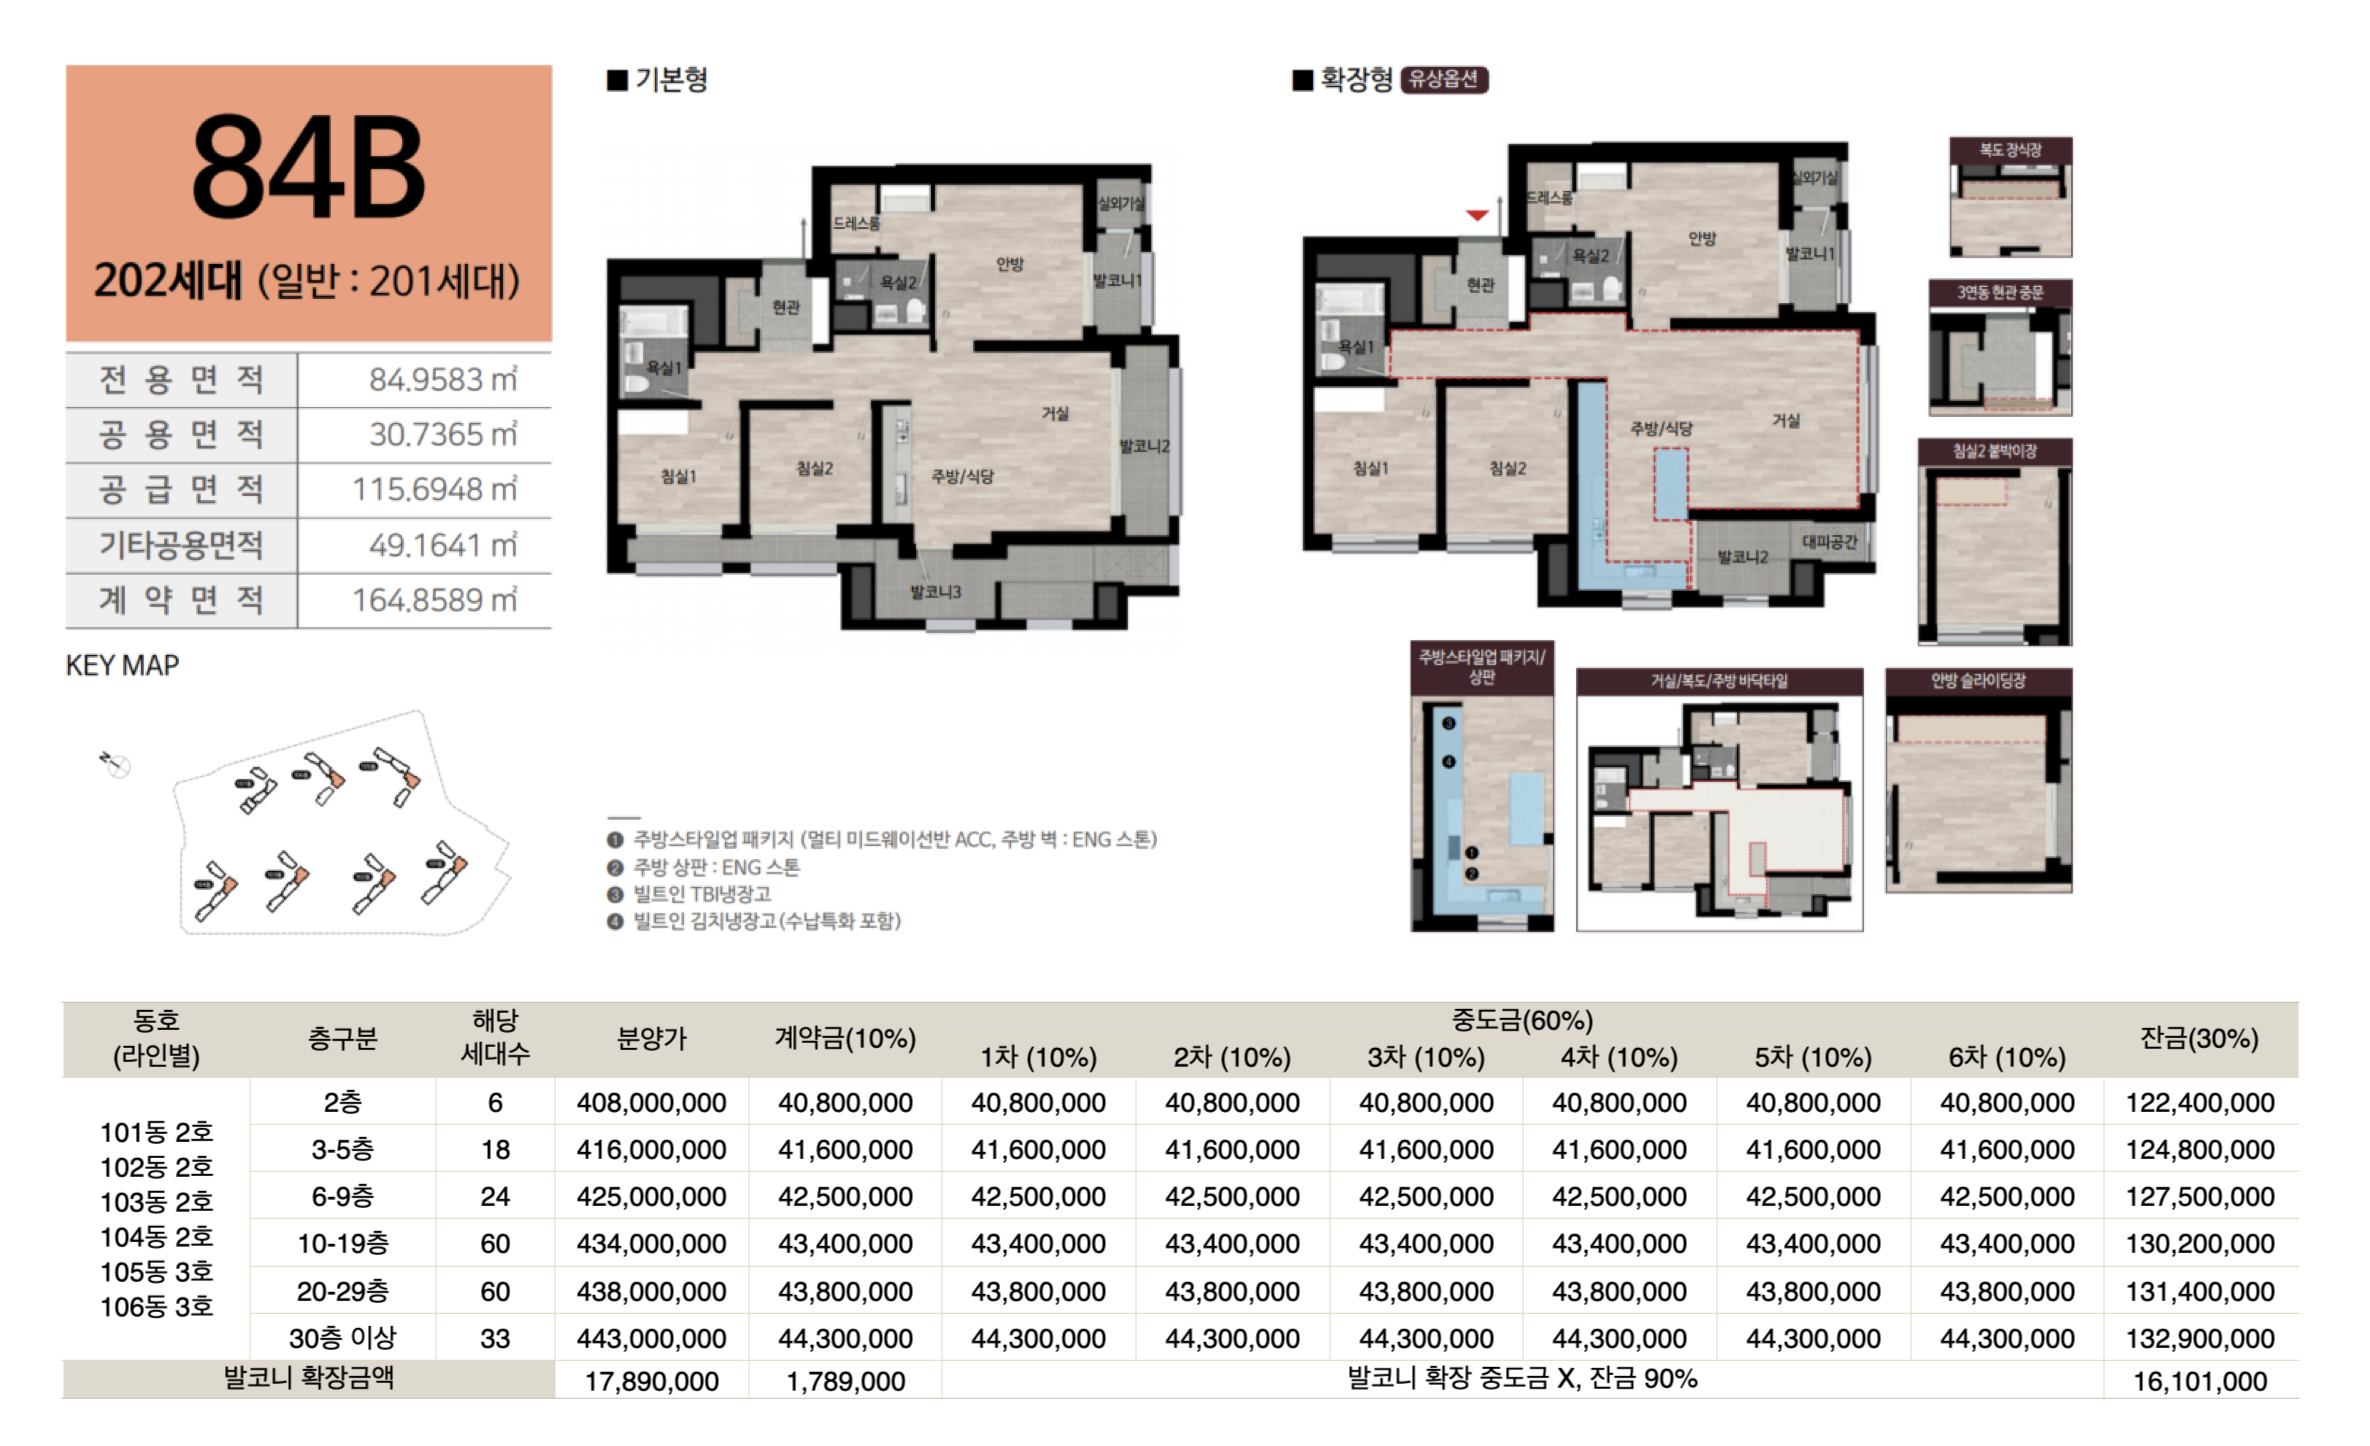 84B
202세대 (일반 : 201세대)
전용면적 84.9583 ㎡
공용면적 30.7365 ㎡
공급면적 115.6948 ㎡
기타공용면적 49.1641 ㎡
계약면적 164.8589 ㎡
KEY MAP
N
■ 기본형
드레스룸
실외기실
안방
욕실2
발코니1
현관
욕실1
거실
발코니2
침실1
침실2
주방/식당
발코니3
■ 확장형 유상옵션
드레스룸
실외기실
안방
욕실2
발코니1
현관
욕실1
주방/식당
거실
침실1
침실2
발코니2
대피공간
복도 장식장
3연동 현관 중문
침실2 붙박이장
주방스타일업 패키지/
상판
③
④
①
②
거실/복도/주방 바닥타일
안방 슬라이딩장
❶ 주방스타일업 패키지 (멀티 미드웨이선반 ACC, 주방 벽 : ENG 스톤)
❷ 주방 상판 : ENG 스톤
❸ 빌트인 TBI냉장고
❹ 빌트인 김치냉장고(수납특화 포함)
동호
(라인별)
층구분
해당
세대수
분양가
계약금(10%)
중도금(60%)
1차 (10%) 2차 (10%) 3차 (10%) 4차 (10%) 5차 (10%) 6차 (10%)
잔금(30%)
101동 2호
102동 2호
103동 2호
104동 2호
105동 3호
106동 3호
2층 6 408,000,000 40,800,000 40,800,000 40,800,000 40,800,000 40,800,000 40,800,000 40,800,000 122,400,000
3-5층 18 416,000,000 41,600,000 41,600,000 41,600,000 41,600,000 41,600,000 41,600,000 41,600,000 124,800,000
6-9층 24 425,000,000 42,500,000 42,500,000 42,500,000 42,500,000 42,500,000 42,500,000 42,500,000 127,500,000
10-19층 60 434,000,000 43,400,000 43,400,000 43,400,000 43,400,000 43,400,000 43,400,000 43,400,000 130,200,000
20-29층 60 438,000,000 43,800,000 43,800,000 43,800,000 43,800,000 43,800,000 43,800,000 43,800,000 131,400,000
30층 이상 33 443,000,000 44,300,000 44,300,000 44,300,000 44,300,000 44,300,000 44,300,000 44,300,000 132,900,000
발코니 확장금액 17,890,000 1,789,000 발코니 확장 중도금 X, 잔금 90% 16,101,000